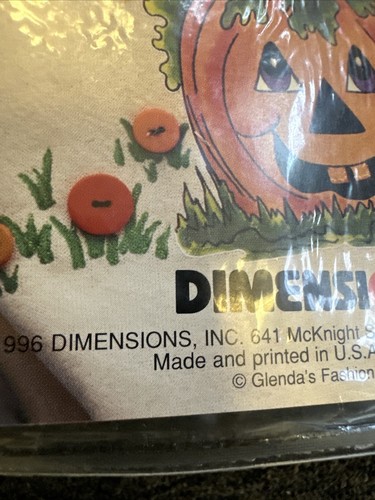 DIMENSI
996 DIMENSIONS, INC. 641 McKnight S
Made and printed in U.S.A
© Glenda's Fashion